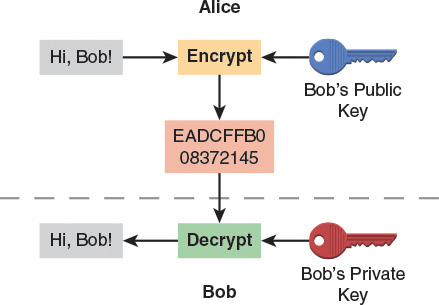 Alice
Hi, Bob!
Encrypt
Bob's Public
Key
EADCFFB0
08372145
Hi, Bob!
Decrypt
Bob's Private
Key
Bob